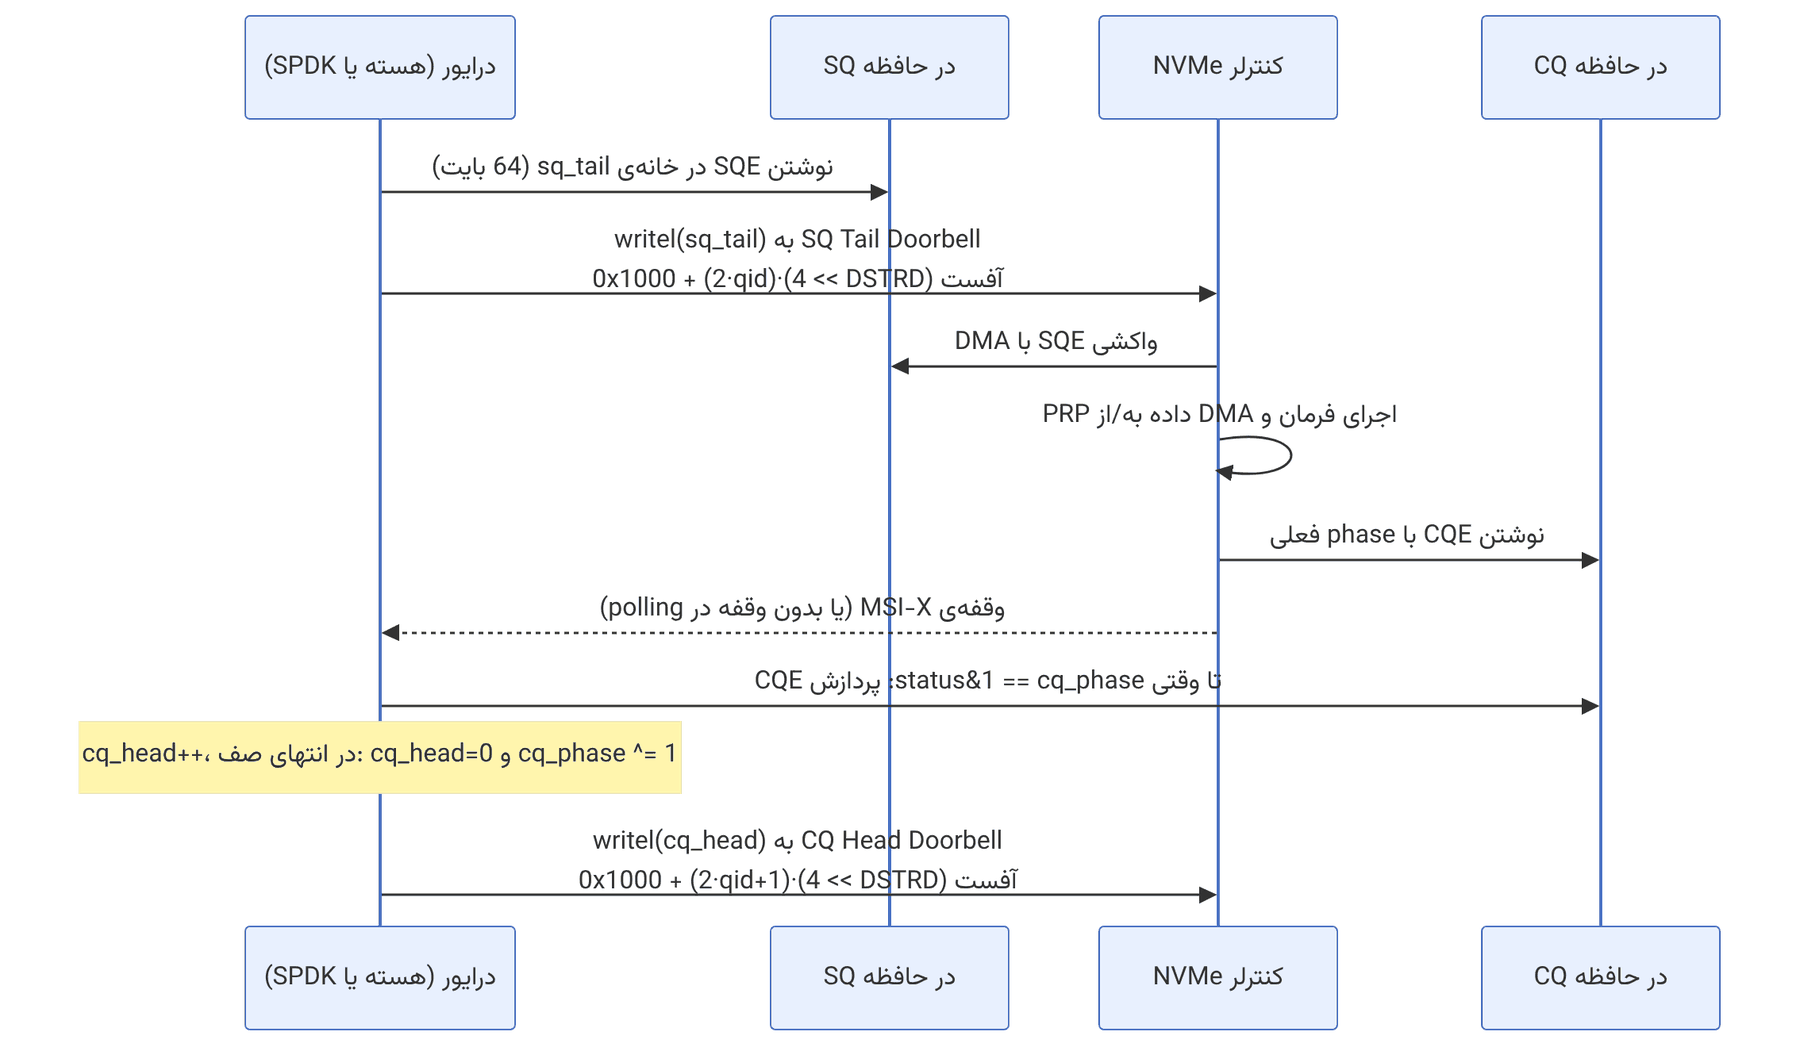 درایور (هسته یا SPDK)
SQ در حافظه
کنترلر NVMe
CQ در حافظه
نوشتن SQE در خانه‌ی sq_tail (64 بایت)
writel(sq_tail) به SQ Tail Doorbell
آفست 0x1000 + (2·qid)·(4 << DSTRD)
واکشی SQE با DMA
اجرای فرمان و DMA داده به/از PRP
نوشتن CQE با phase فعلی
وقفه‌ی MSI-X (یا بدون وقفه در polling)
تا وقتی status&1 == cq_phase: پردازش CQE
cq_head++، در انتهای صف: cq_head=0 و cq_phase ^= 1
writel(cq_head) به CQ Head Doorbell
آفست 0x1000 + (2·qid+1)·(4 << DSTRD)
درایور (هسته یا SPDK)
SQ در حافظه
کنترلر NVMe
CQ در حافظه